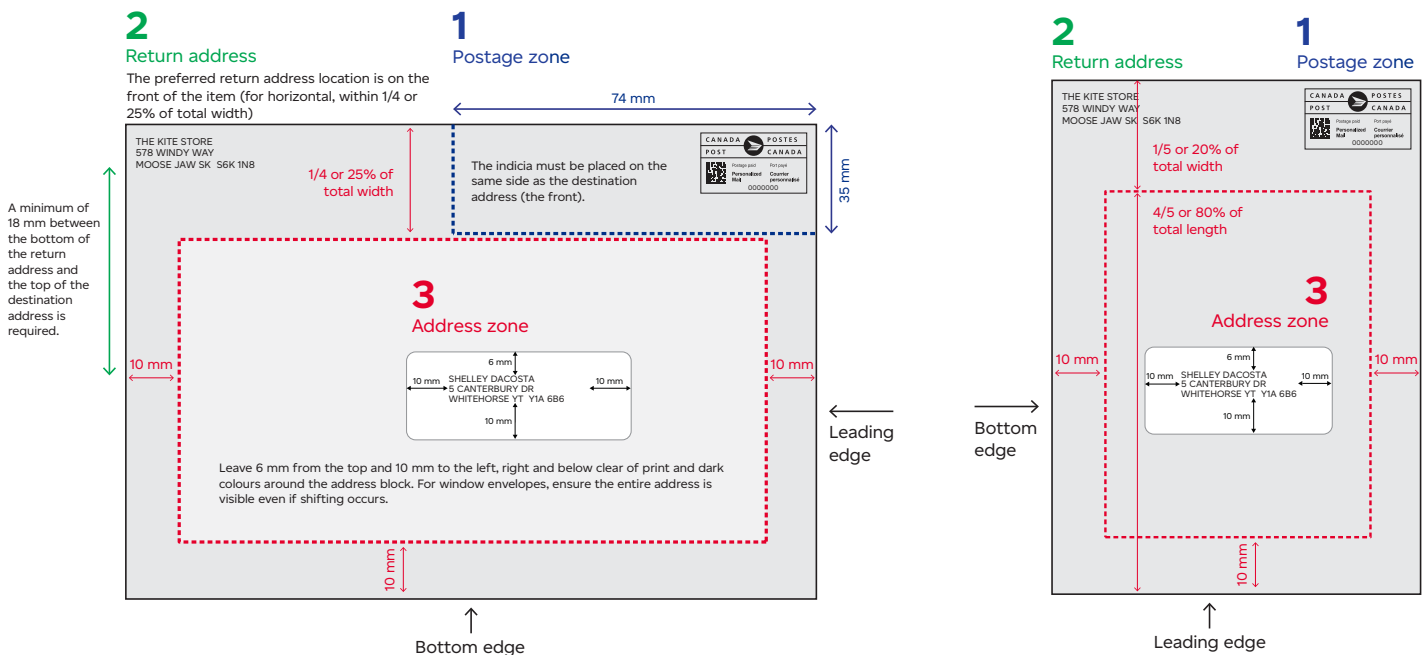 2
Return address
The preferred return address location is on the
front of the item (for horizontal, within 1/4 or
25% of total width)
1
Postage zone
74 mm
THE KITE STORE
578 WINDY WAY
MOOSE JAW SK  S6K 1N8
1/4 or 25% of
total width
The indicia must be placed on the
same side as the destination
address (the front).
CANADA POSTES
POST CANADA
Postage paid Port payé
Personalized Courrier
Mail personnalisé
0000000
35 mm
A minimum of
18 mm between
the bottom of
the return
address and
the top of the
destination
address is
required.
3
Address zone
10 mm
10 mm
6 mm
10 mm
SHELLEY DACOSTA
5 CANTERBURY DR
WHITEHORSE YT  Y1A 6B6
10 mm
10 mm
Leave 6 mm from the top and 10 mm to the left, right and below clear of print and dark
colours around the address block. For window envelopes, ensure the entire address is
visible even if shifting occurs.
10 mm
Leading
edge
Bottom edge
2
Return address
1
Postage zone
THE KITE STORE
578 WINDY WAY
MOOSE JAW SK  S6K 1N8
CANADA POSTES
POST CANADA
Postage paid Port payé
Personalized Courrier
Mail personnalisé
0000000
1/5 or 20% of
total width
4/5 or 80% of
total length
3
Address zone
10 mm
10 mm
6 mm
10 mm
SHELLEY DACOSTA
5 CANTERBURY DR
WHITEHORSE YT  Y1A 6B6
10 mm
10 mm
10 mm
Bottom
edge
Leading edge